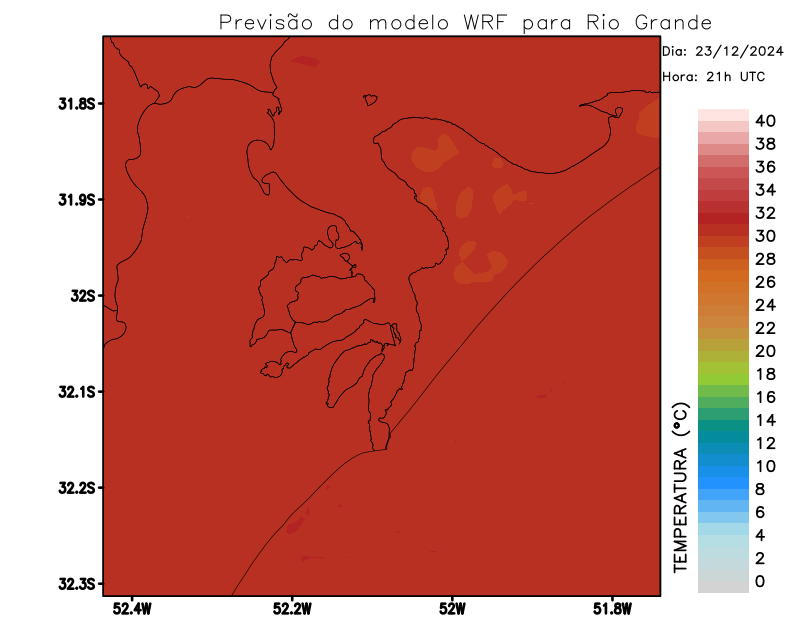 Previsão do modelo WRF para Rio Grande
Dia: 23/12/2024
Hora: 21h UTC
31.8S
31.9S
32S
32.1S
32.2S
32.3S
52.4W
52.2W
52W
51.8W
TEMPERATURA (°C)
40
38
36
34
32
30
28
26
24
22
20
18
16
14
12
10
8
6
4
2
0